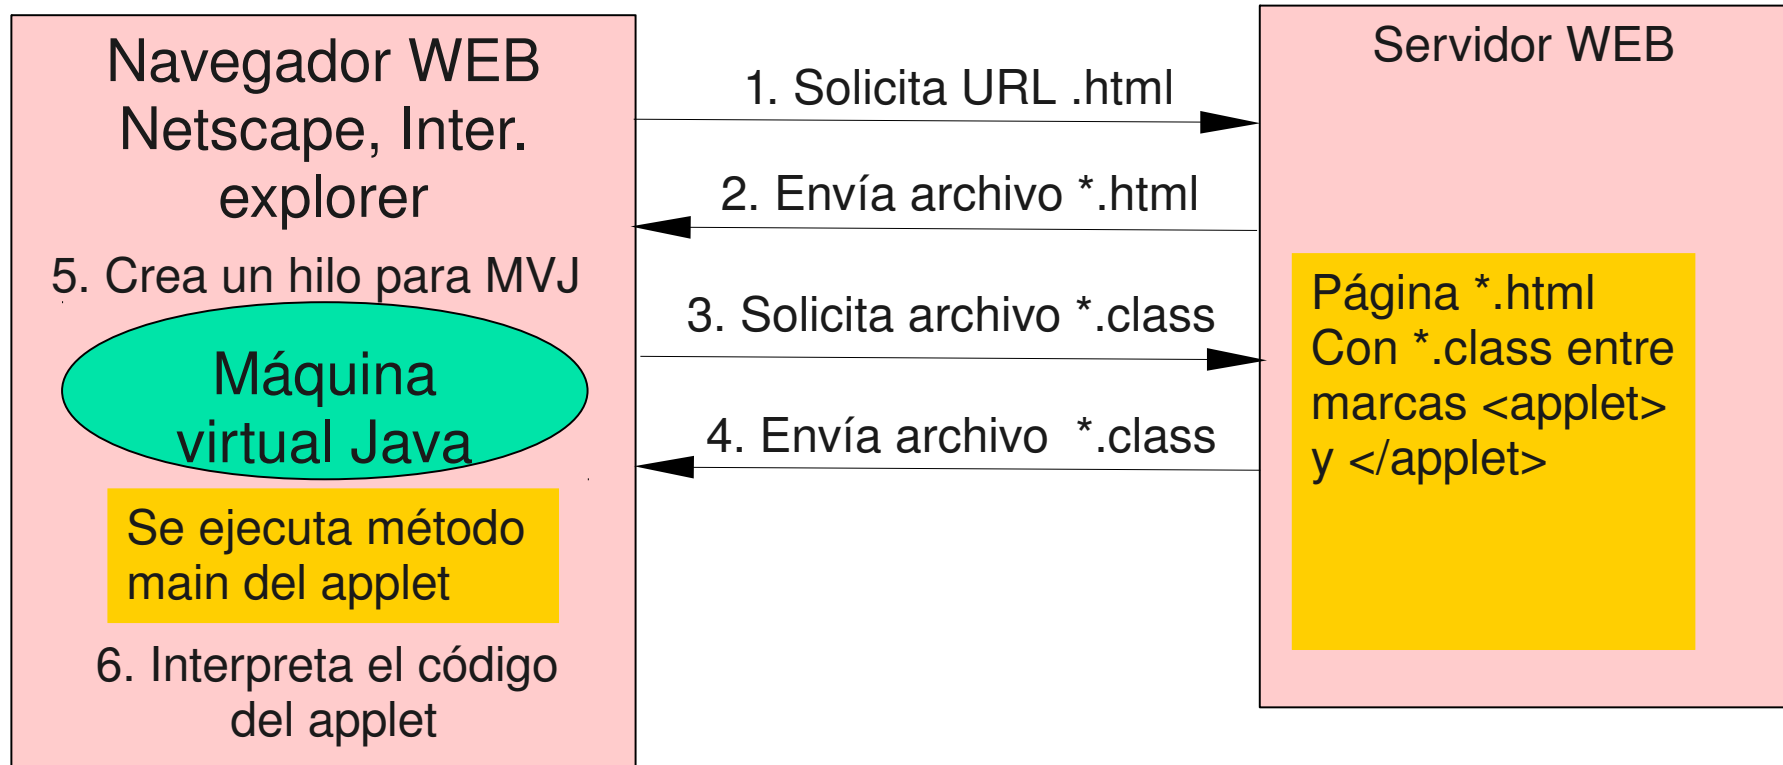 Navegador WEB
Netscape, Inter.
explorer
5. Crea un hilo para MVJ
Máquina
virtual Java
Se ejecuta método
main del applet
6. Interpreta el código
del applet
1. Solicita URL .html
2. Envía archivo *.html
3. Solicita archivo *.class
4. Envía archivo *.class
Servidor WEB
Página *.html
Con *.class entre
marcas <applet>
y </applet>